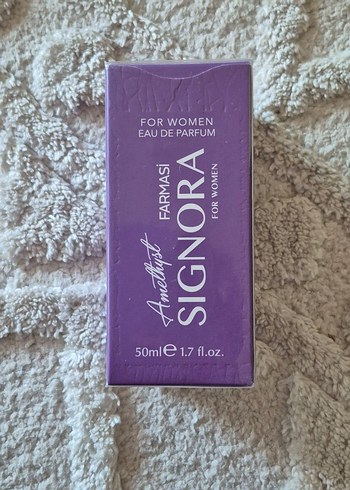 FOR WOMEN
EAU DE PARFUM
Amethyst
FARMASİ
SIGNORA
FOR WOMEN
50ml℮ 1.7 fl.oz.